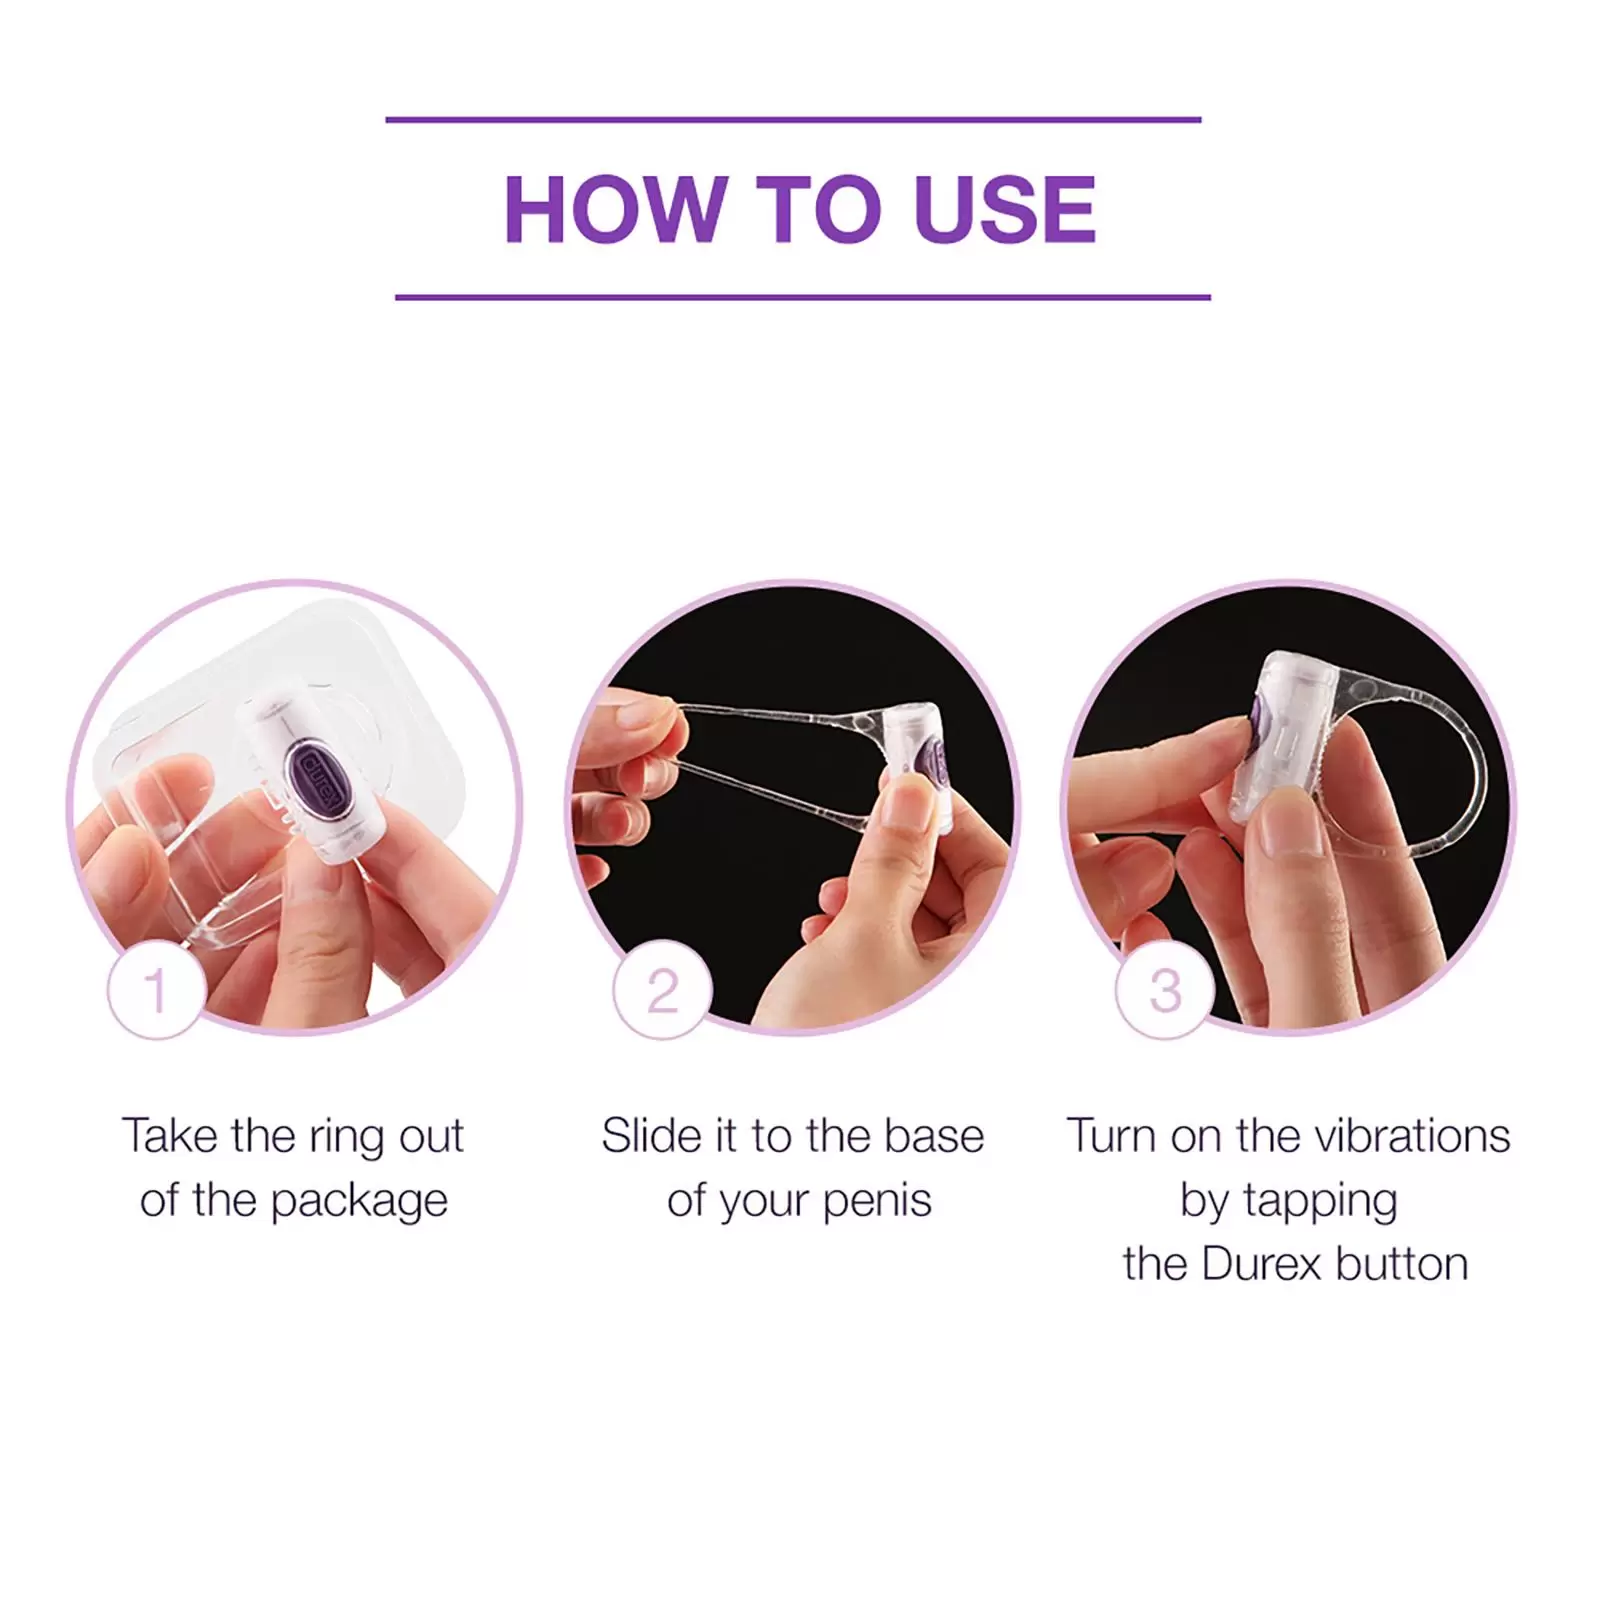 HOW TO USE
durex
1
2
3
Take the ring out
of the package
Slide it to the base
of your penis
Turn on the vibrations
by tapping
the Durex button